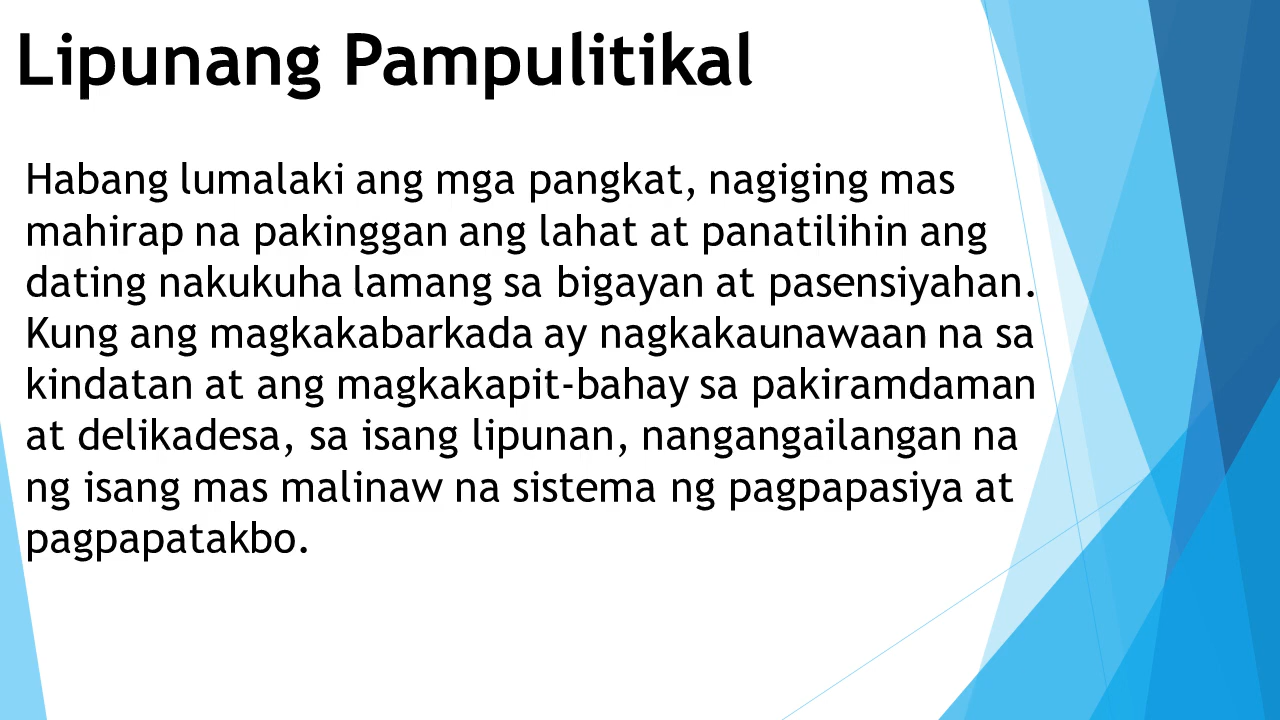 Lipunang Pampulitikal
Habang lumalaki ang mga pangkat, nagiging mas
mahirap na pakinggan ang lahat at panatilihin ang
dating nakukuha lamang sa bigayan at pasensiyahan.
Kung ang magkakabarkada ay nagkakaunawaan na sa
kindatan at ang magkakapit-bahay sa pakiramdaman
at delikadesa, sa isang lipunan, nangangailangan na
ng isang mas malinaw na sistema ng pagpapasiya at
pagpapatakbo.